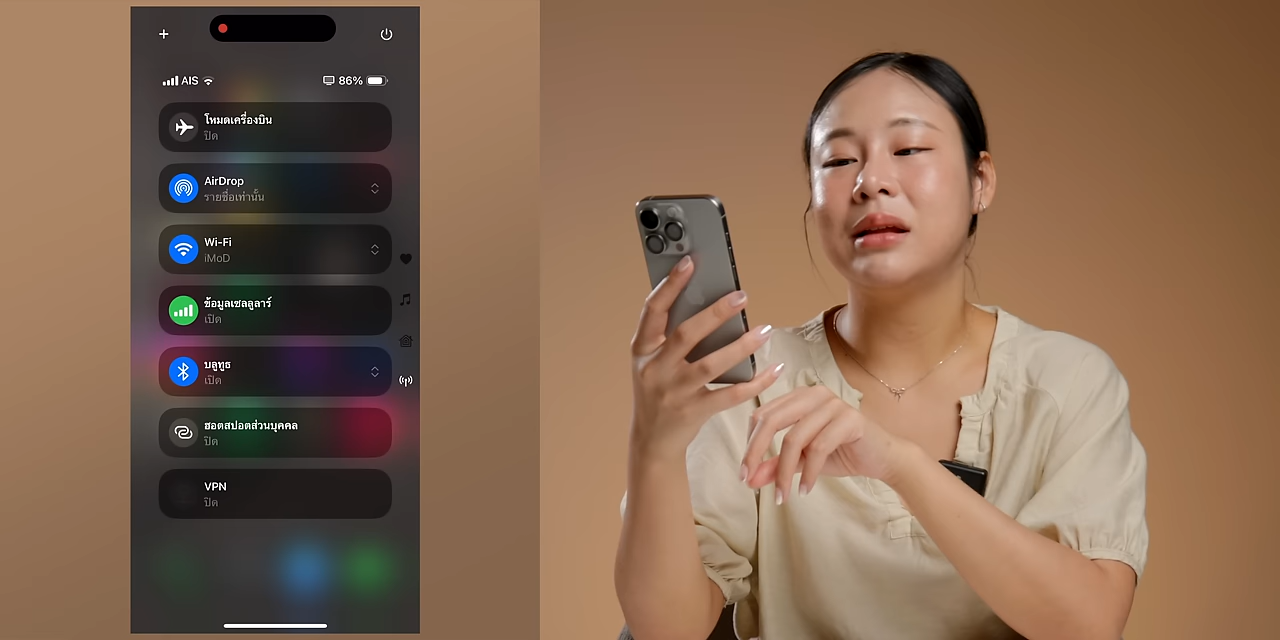 AIS
86%
โหมดเครื่องบิน
ปิด
AirDrop
รายชื่อเท่านั้น
Wi-Fi
iMoD
ข้อมูลเซลลูลาร์
เปิด
บลูทูธ
เปิด
ฮอตสปอตส่วนบุคคล
ปิด
VPN
ปิด